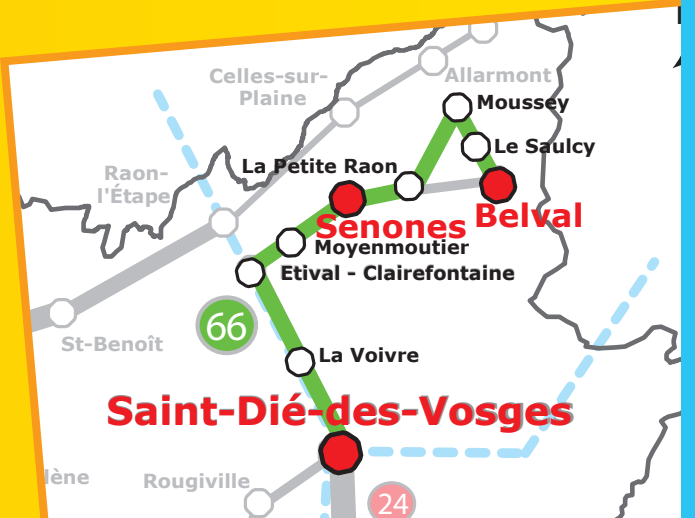 Celles-sur-
Plaine
Allarmont
Moussey
Le Saulcy
La Petite Raon
Raon-
l'Étape
Senones
Belval
Moyenmoutier
Etival - Clairefontaine
66
St-Benoît
La Voivre
Saint-Dié-des-Vosges
Rougiville
24